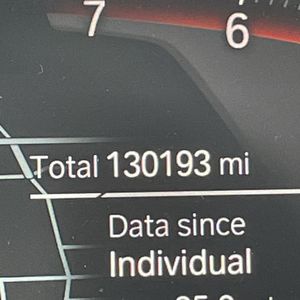 7 6
Total 130193 mi
Data since
Individual